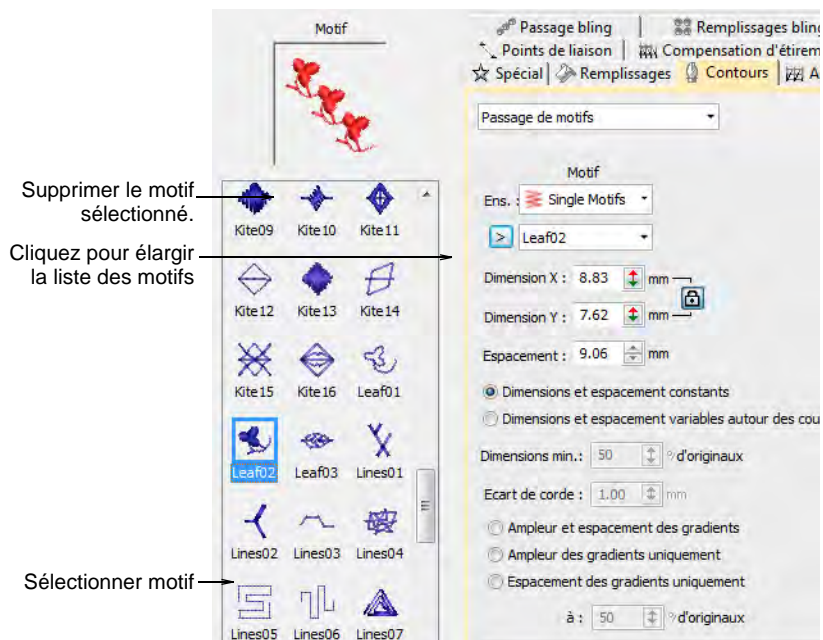 Motif
Supprimer le motif
sélectionné.
Cliquez pour élargir
la liste des motifs
Sélectionner motif
Kite09 Kite10 Kite11
Kite12 Kite13 Kite14
Kite15 Kite16 Leaf01
Leaf02 Leaf03 Lines01
Lines02 Lines03 Lines04
Lines05 Lines06 Lines07
Passage bling Remplissages bling
Points de liaison Compensation d'étirem
Spécial Remplissages Contours A
Passage de motifs
Motif
Ens. : Single Motifs
> Leaf02
Dimension X : 8.83 mm
Dimension Y : 7.62 mm
Espacement : 9.06 mm
Dimensions et espacement constants
Dimensions et espacement variables autour des cou
Dimensions min.: 50 % d'originaux
Ecart de corde : 1.00 mm
Ampleur et espacement des gradients
Ampleur des gradients uniquement
Espacement des gradients uniquement
à : 50 % d'originaux